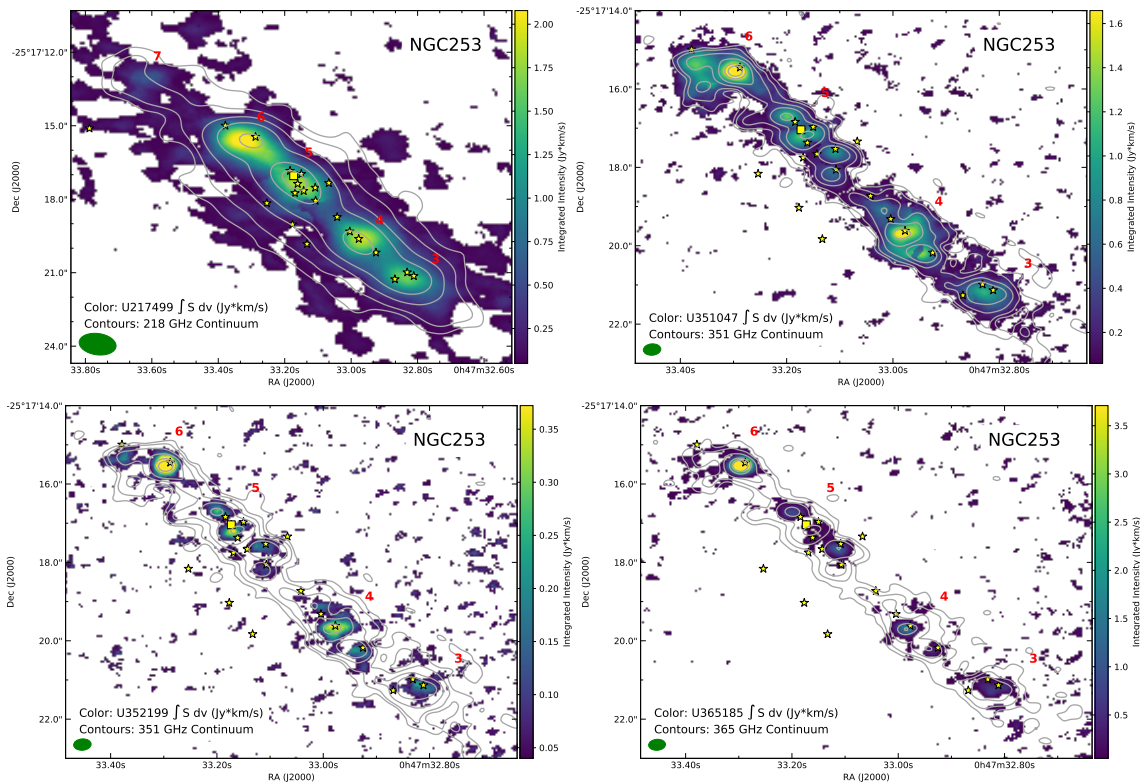 NGC253
7
6
5
4
3
-25°17'12.0"
15.0"
18.0"
21.0"
24.0"
Dec (J2000)
Color: U217499 ∫ S dv (Jy*km/s)
Contours: 218 GHz Continuum
33.80s
33.60s
33.40s
33.20s
33.00s
0h47m32.80s
RA (J2000)
2.00
1.75
1.50
1.25
1.00
0.75
0.50
0.25
Integrated Intensity (Jy*km/s)
NGC253
6
5
4
3
-25°17'14.0"
16.0"
18.0"
20.0"
22.0"
Dec (J2000)
Color: U351047 ∫ S dv (Jy*km/s)
Contours: 351 GHz Continuum
33.40s
33.20s
33.00s
0h47m32.80s
RA (J2000)
1.6
1.4
1.2
1.0
0.8
0.6
0.4
0.2
Integrated Intensity (Jy*km/s)
NGC253
6
5
4
3
-25°17'14.0"
16.0"
18.0"
20.0"
22.0"
Dec (J2000)
Color: U352199 ∫ S dv (Jy*km/s)
Contours: 351 GHz Continuum
33.40s
33.20s
33.00s
0h47m32.80s
RA (J2000)
0.35
0.30
0.25
0.20
0.15
0.10
0.05
Integrated Intensity (Jy*km/s)
NGC253
6
5
4
3
-25°17'14.0"
16.0"
18.0"
20.0"
22.0"
Dec (J2000)
Color: U365185 ∫ S dv (Jy*km/s)
Contours: 365 GHz Continuum
33.40s
33.20s
33.00s
0h47m32.80s
RA (J2000)
3.5
3.0
2.5
2.0
1.5
1.0
0.5
Integrated Intensity (Jy*km/s)